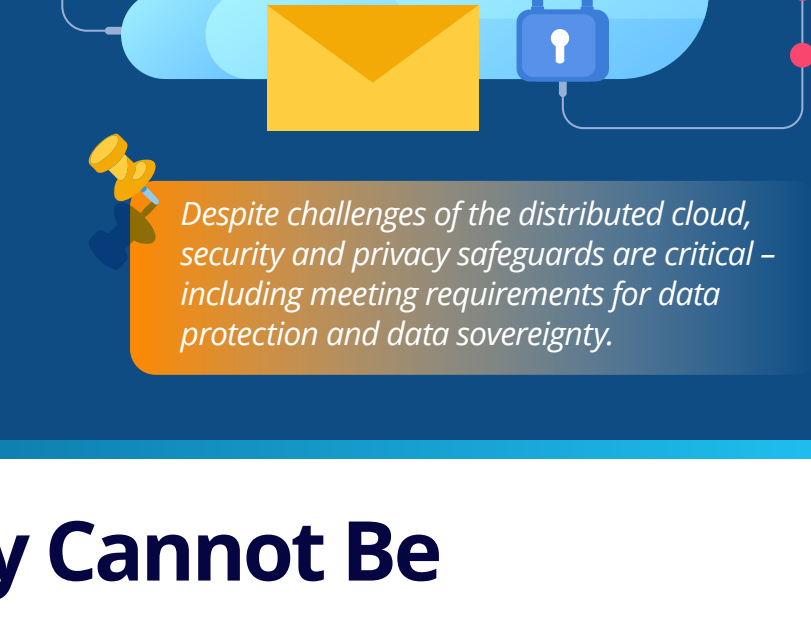 Despite challenges of the distributed cloud,
security and privacy safeguards are critical –
including meeting requirements for data
protection and data sovereignty.
y Cannot Be